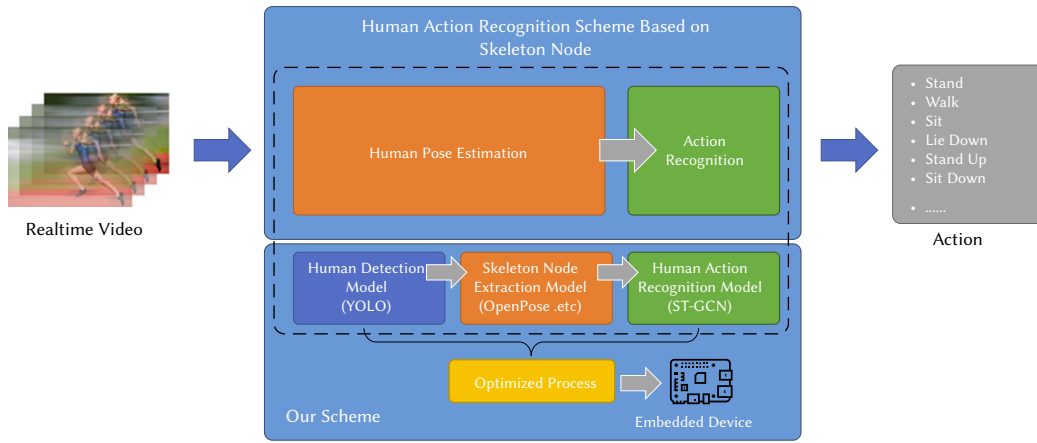 Human Action Recognition Scheme Based on
Skeleton Node
Human Pose Estimation
Action
Recognition
Realtime Video
• Stand
• Walk
• Sit
• Lie Down
• Stand Up
• Sit Down
• ......
Action
Human Detection
Model
(YOLO)
Skeleton Node
Extraction Model
(OpenPose .etc)
Human Action
Recognition Model
(ST-GCN)
Optimized Process
Our Scheme
Embedded Device